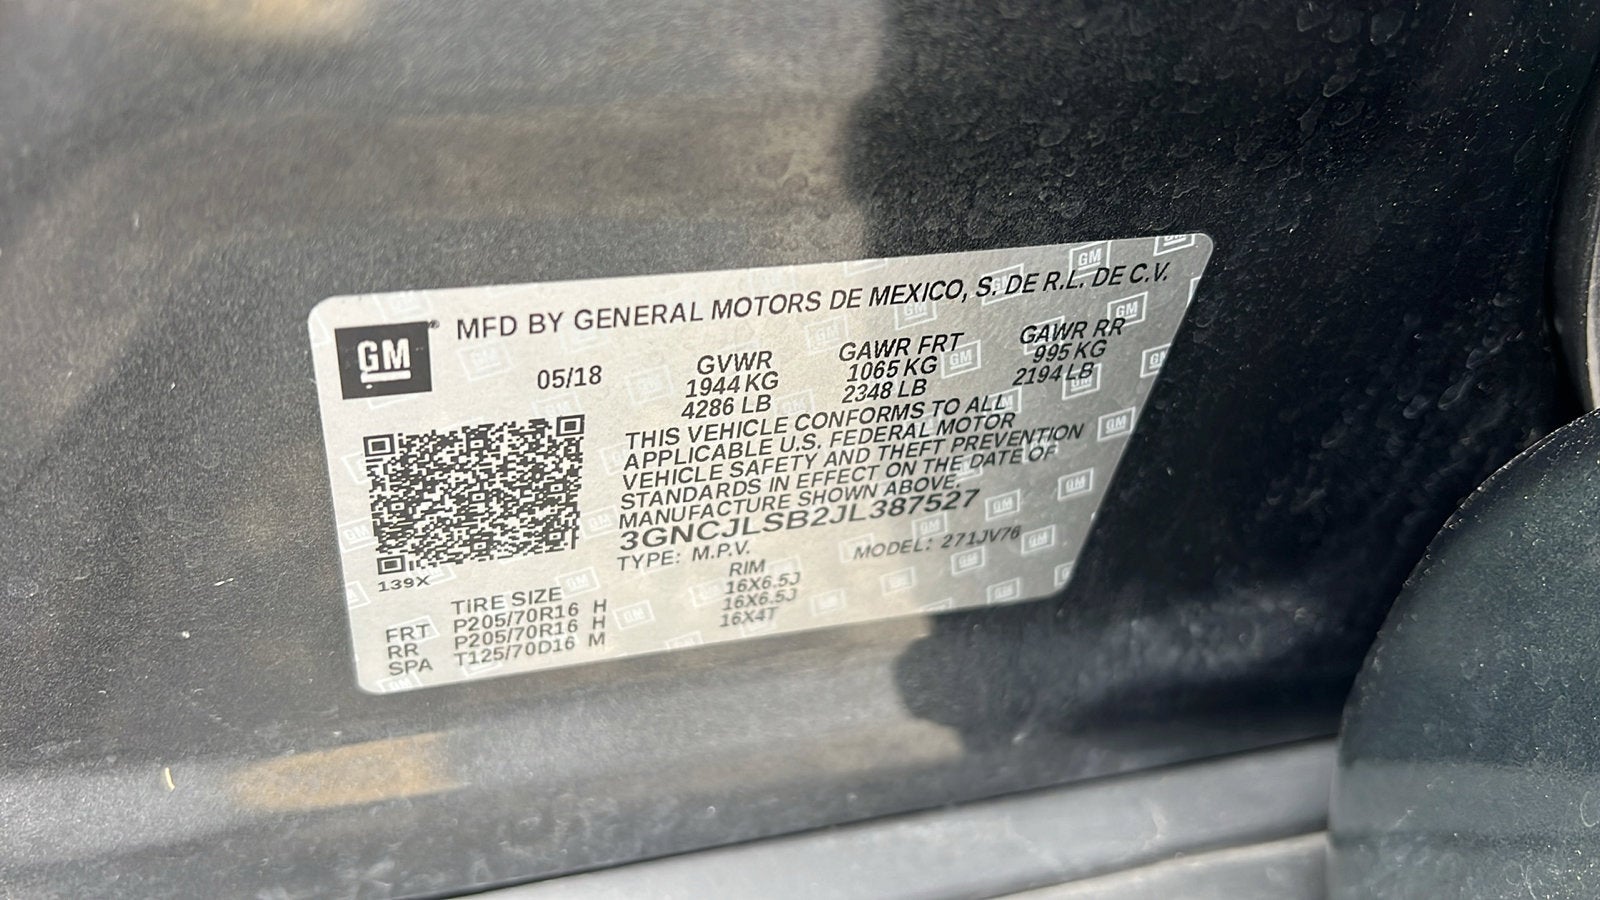 GM
MFD BY GENERAL MOTORS DE MEXICO, S. DE R.L. DE C.V.
05/18
GVWR
1944 KG
4286 LB
GAWR FRT
1065 KG
2348 LB
GAWR RR
995 KG
2194 LB
THIS VEHICLE CONFORMS TO ALL
APPLICABLE U.S. FEDERAL MOTOR
VEHICLE SAFETY AND THEFT PREVENTION
STANDARDS IN EFFECT ON THE DATE OF
MANUFACTURE SHOWN ABOVE.
3GNCJLSB2JL387527
TYPE: M.P.V. MODEL: 271JV76
139X
TIRE SIZE RIM
FRT P205/70R16 H 16X6.5J
RR P205/70R16 H 16X6.5J
SPA T125/70D16 M 16X4T